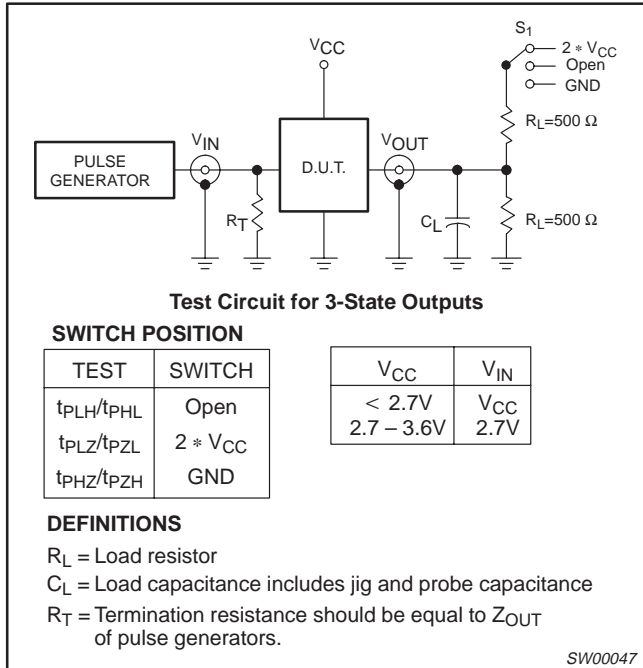 S1
2 * VCC
Open
GND
VCC
RL=500 Ω
VIN
VOUT
PULSE
GENERATOR
D.U.T.
RT
CL
RL=500 Ω
Test Circuit for 3-State Outputs
SWITCH POSITION
TEST SWITCH
tPLH/tPHL Open
tPLZ/tPZL 2 * VCC
tPHZ/tPZH GND
VCC VIN
< 2.7V VCC
2.7 – 3.6V 2.7V
DEFINITIONS
RL = Load resistor
CL = Load capacitance includes jig and probe capacitance
RT = Termination resistance should be equal to ZOUT
of pulse generators.
SW00047